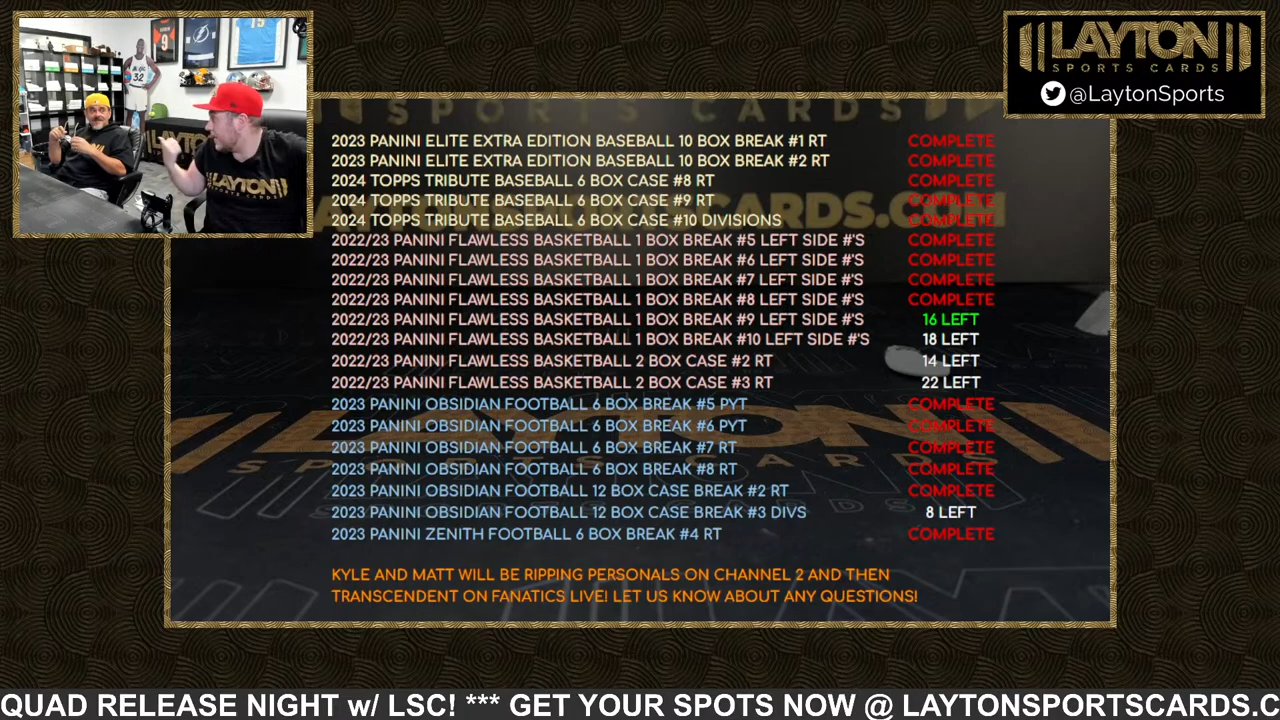 LAYTON
SPORTS CARDS
@LaytonSports
SPORTS CARDS
2023 PANINI ELITE EXTRA EDITION BASEBALL 10 BOX BREAK #1 RT COMPLETE
2023 PANINI ELITE EXTRA EDITION BASEBALL 10 BOX BREAK #2 RT COMPLETE
2024 TOPPS TRIBUTE BASEBALL 6 BOX CASE #8 RT COMPLETE
2024 TOPPS TRIBUTE BASEBALL 6 BOX CASE #9 RT COMPLETE
2024 TOPPS TRIBUTE BASEBALL 6 BOX CASE #10 DIVISIONS COMPLETE
2022/23 PANINI FLAWLESS BASKETBALL 1 BOX BREAK #5 LEFT SIDE #'S COMPLETE
2022/23 PANINI FLAWLESS BASKETBALL 1 BOX BREAK #6 LEFT SIDE #'S COMPLETE
2022/23 PANINI FLAWLESS BASKETBALL 1 BOX BREAK #7 LEFT SIDE #'S COMPLETE
2022/23 PANINI FLAWLESS BASKETBALL 1 BOX BREAK #8 LEFT SIDE #'S COMPLETE
2022/23 PANINI FLAWLESS BASKETBALL 1 BOX BREAK #9 LEFT SIDE #'S 16 LEFT
2022/23 PANINI FLAWLESS BASKETBALL 1 BOX BREAK #10 LEFT SIDE #'S 18 LEFT
2022/23 PANINI FLAWLESS BASKETBALL 2 BOX CASE #2 RT 14 LEFT
2022/23 PANINI FLAWLESS BASKETBALL 2 BOX CASE #3 RT 22 LEFT
2023 PANINI OBSIDIAN FOOTBALL 6 BOX BREAK #5 PYT COMPLETE
2023 PANINI OBSIDIAN FOOTBALL 6 BOX BREAK #6 PYT COMPLETE
2023 PANINI OBSIDIAN FOOTBALL 6 BOX BREAK #7 RT COMPLETE
2023 PANINI OBSIDIAN FOOTBALL 6 BOX BREAK #8 RT COMPLETE
2023 PANINI OBSIDIAN FOOTBALL 12 BOX CASE BREAK #2 RT COMPLETE
2023 PANINI OBSIDIAN FOOTBALL 12 BOX CASE BREAK #3 DIVS 8 LEFT
2023 PANINI ZENITH FOOTBALL 6 BOX BREAK #4 RT COMPLETE
KYLE AND MATT WILL BE RIPPING PERSONALS ON CHANNEL 2 AND THEN
TRANSCENDENT ON FANATICS LIVE! LET US KNOW ABOUT ANY QUESTIONS!
QUAD RELEASE NIGHT w/ LSC! *** GET YOUR SPOTS NOW @ LAYTONSPORTSCARDS.C
LAYTON
9
15
32